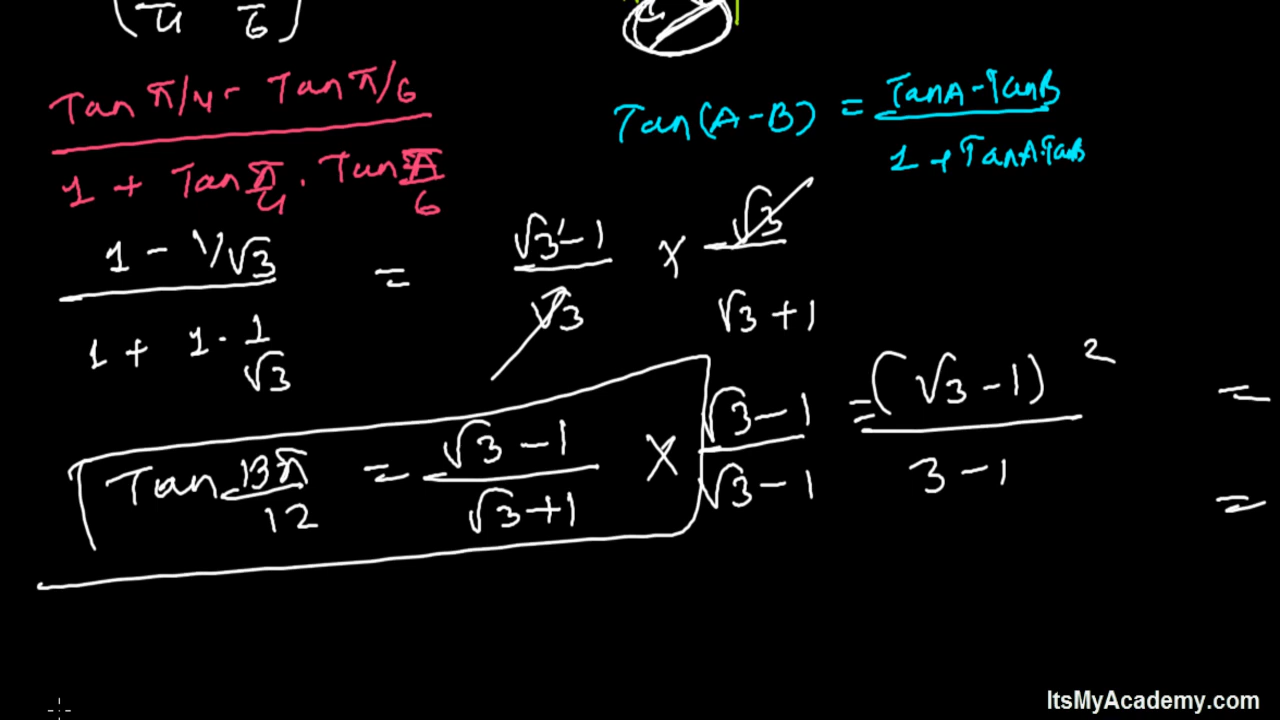 (π/4 π/6)
Tan π/4 - Tan π/6
1 + Tan π/4 . Tan π/6
Tan(A-B) = TanA-TanB
1 + TanA.TanB
1 - 1/√3 = √3-1 × √3
1 + 1. 1/√3
√3 √3+1
Tan 13π/12 = √3-1 × √3-1 = (√3-1)² =
√3+1 √3-1 3-1 =
ItsMyAcademy.com